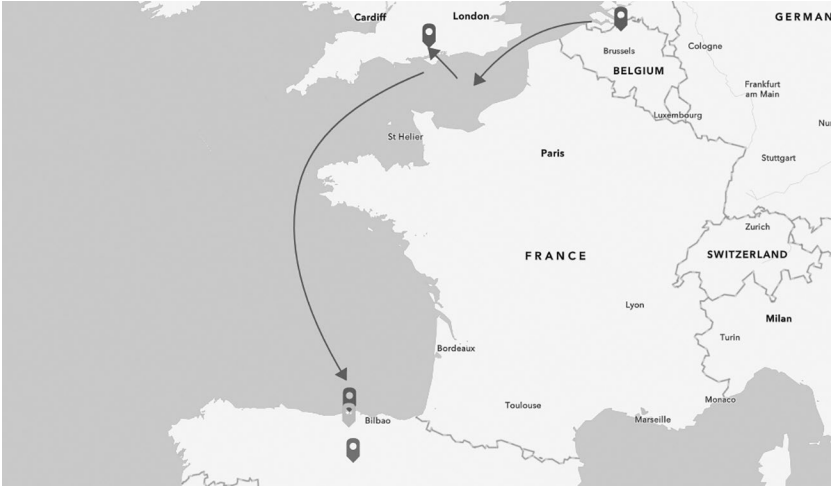 Cardiff
London
GERMAN
Brussels
Cologne
BELGIUM
Frankfurt
am Main
Luxembourg
Nu
St Helier
Paris
Stuttgart
Zurich
FRANCE
SWITZERLAND
Lyon
Milan
Turin
Bordeaux
Monaco
Toulouse
Marseille
Bilbao